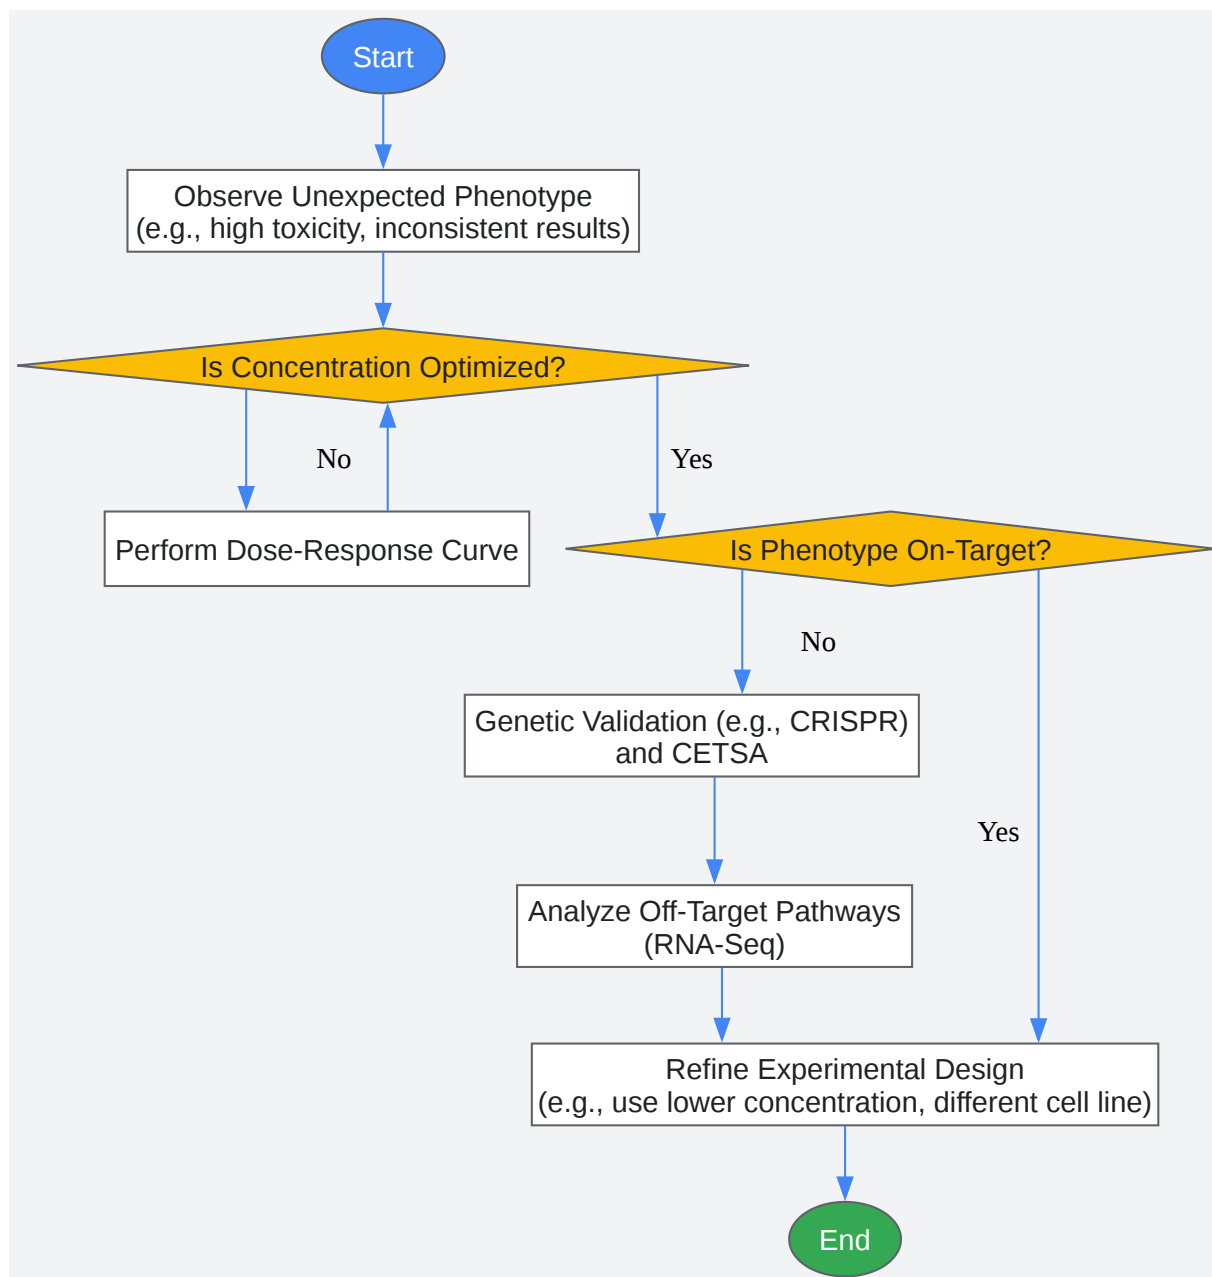 Start
Observe Unexpected Phenotype
(e.g., high toxicity, inconsistent results)
Is Concentration Optimized?
No
Yes
Perform Dose-Response Curve
Is Phenotype On-Target?
No
Genetic Validation (e.g., CRISPR)
and CETSA
Yes
Analyze Off-Target Pathways
(RNA-Seq)
Refine Experimental Design
(e.g., use lower concentration, different cell line)
End